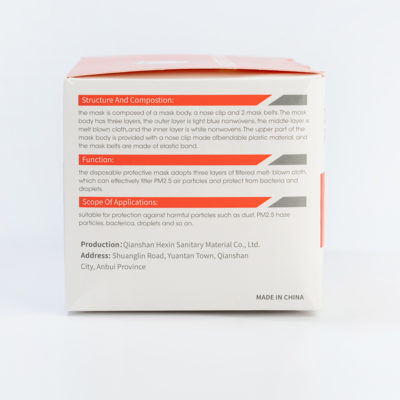 Structure And Compostion:
the mask is composed of a mask body, a nose clip and 2 mask belts.The mask
body has three layers, the outer layer is light blue nonwovens, the middle layer is
melt blown cloth,and the inner layer is white nonwovens.The upper part of the
mask body is provided with a nose clip made ofbendable plastic material, and
the mask belts are made of elastic band.
Function:
the disposable protective mask adopts three layers of filtered melt- blown cloth,
which can effectively filter PM2.5 air particles and protect from bacteria and
droplets.
Scope Of Applications:
suitable for protection against harmful particles such as dust, PM2.5 haze
particles, bacterica, droplets and so on.
Production: Qianshan Hexin Sanitary Material Co., Ltd.
Address: Shuanglin Road, Yuantan Town, Qianshan
City, Anbui Province
MADE IN CHINA